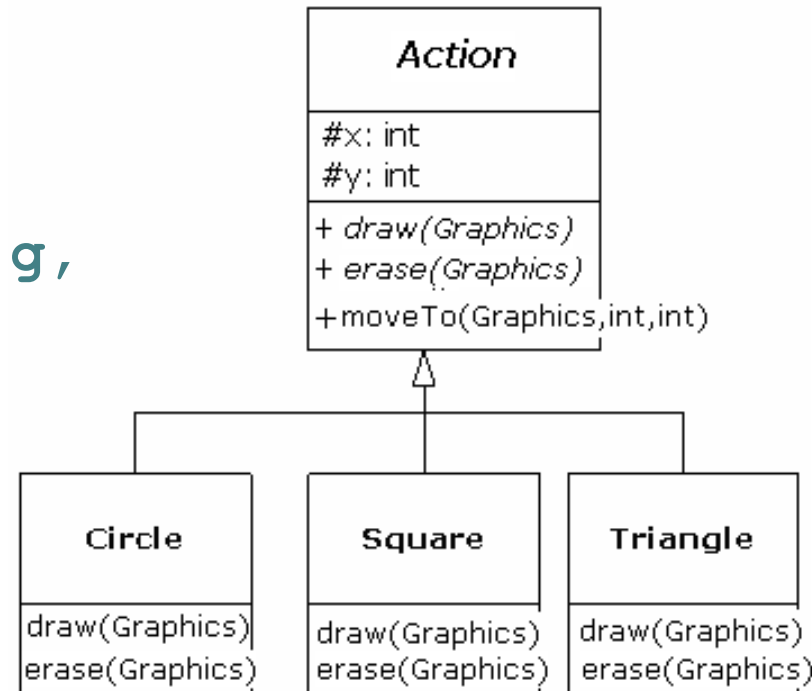 Action
#x: int
#y: int
+ draw(Graphics)
g,
+ erase(Graphics)
+moveTo(Graphics,int,int)
Circle
Square
Triangle
draw(Graphics)
draw(Graphics)
draw(Graphics)
erase(Graphics)
erase(Graphics)
erase(Graphics)